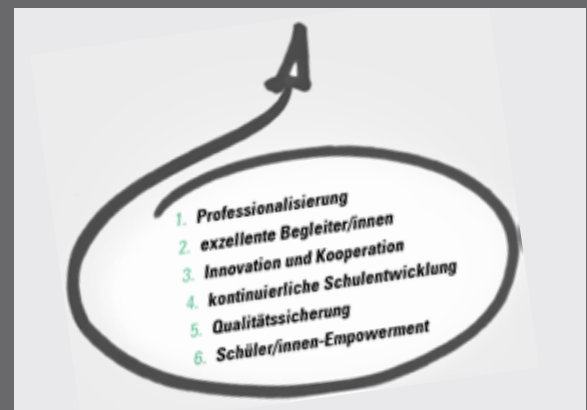 1. Professionalisierung
2. exzellente Begleiter/innen
3. Innovation und Kooperation
4. kontinuierliche Schulentwicklung
5. Qualitätssicherung
6. Schüler/innen-Empowerment